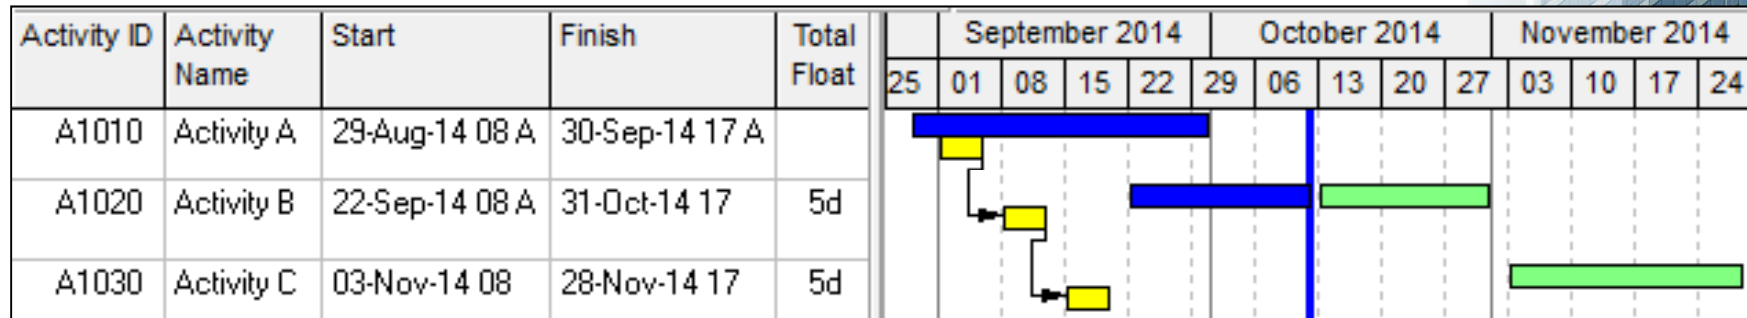 Activity ID Activity Name Start Finish Total Float
September 2014 October 2014 November 2014
25 01 08 15 22 29 06 13 20 27 03 10 17 24
A1010 Activity A 29-Aug-14 08 A 30-Sep-14 17 A
A1020 Activity B 22-Sep-14 08 A 31-Oct-14 17 5d
A1030 Activity C 03-Nov-14 08 28-Nov-14 17 5d